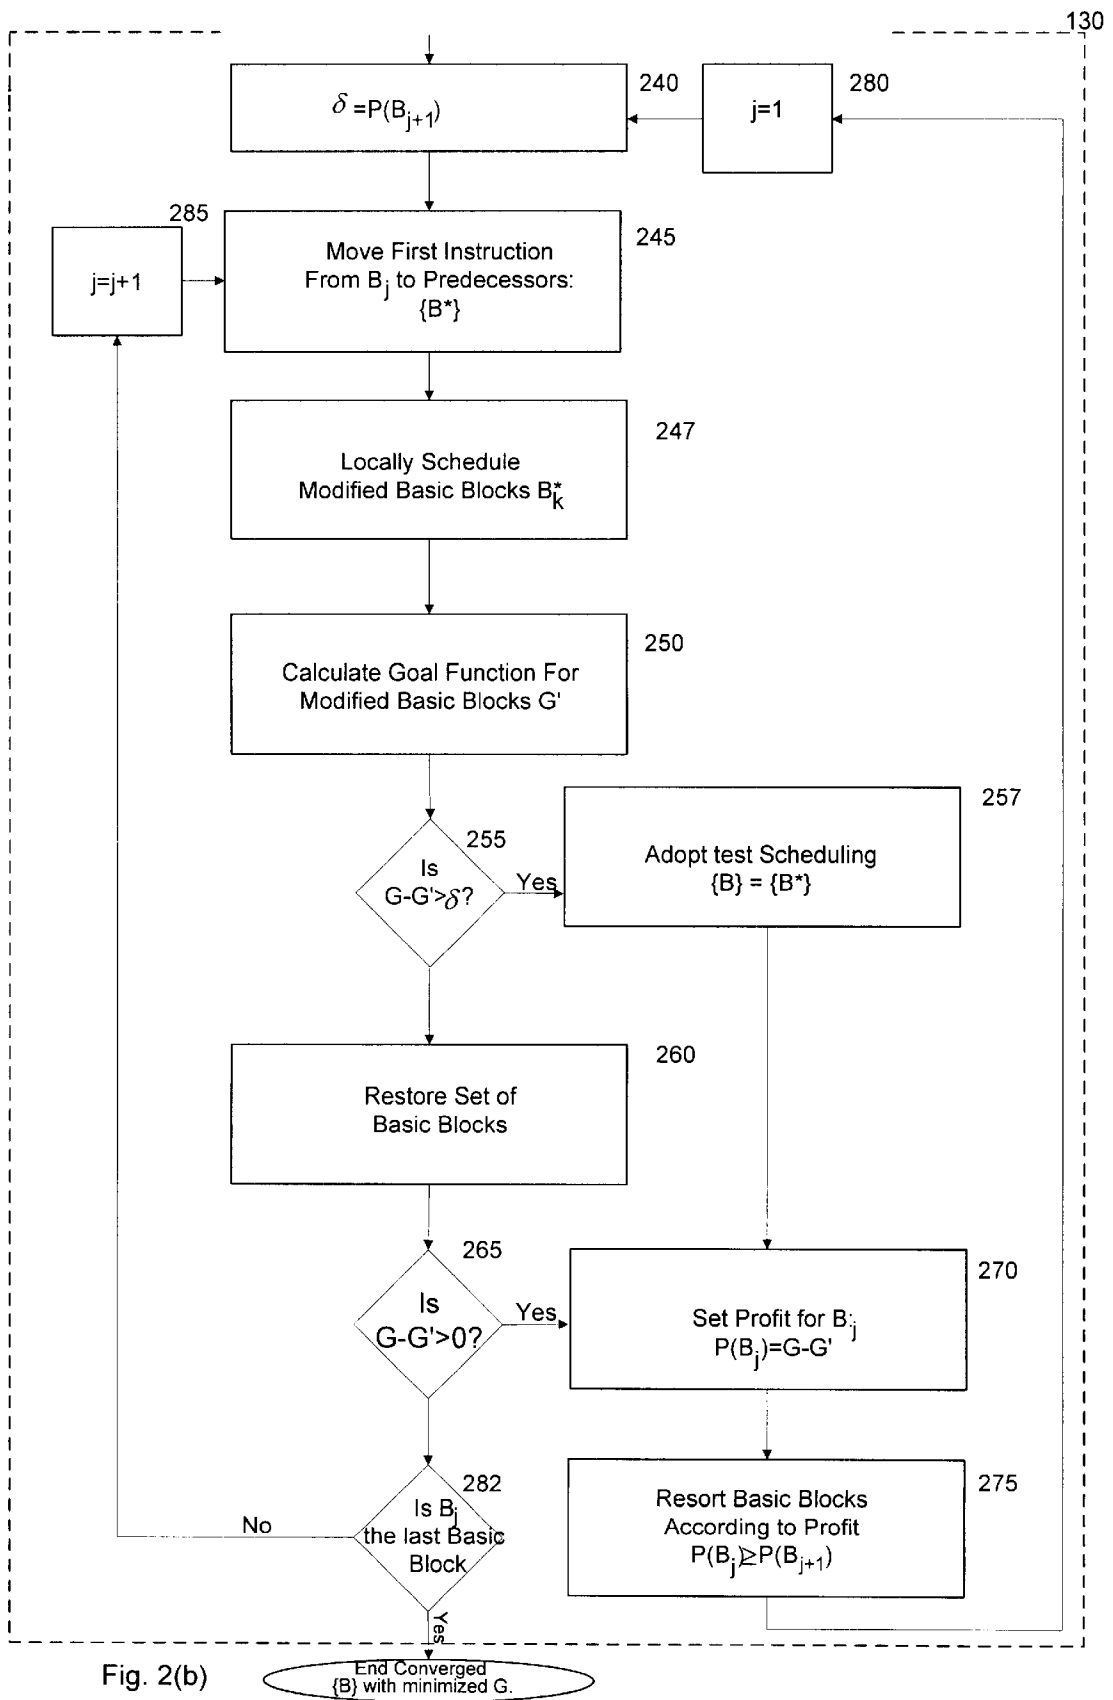 130
δ =P(B_{j+1})
240
j=1
280
285
j=j+1
Move First Instruction
From B_j to Predecessors:
{B*}
245
Locally Schedule
Modified Basic Blocks B*_k
247
Calculate Goal Function For
Modified Basic Blocks G'
250
255
Is
G-G'>δ?
Yes
Adopt test Scheduling
{B} = {B*}
257
Restore Set of
Basic Blocks
260
265
Is
G-G'>0?
Yes
Set Profit for B:_j
P(B_j)=G-G'
270
282
Is B_j
the last Basic
Block
No
Yes
Resort Basic Blocks
According to Profit
P(B_j)≥P(B_{j+1})
275
End Converged
{B} with minimized G.
Fig. 2(b)